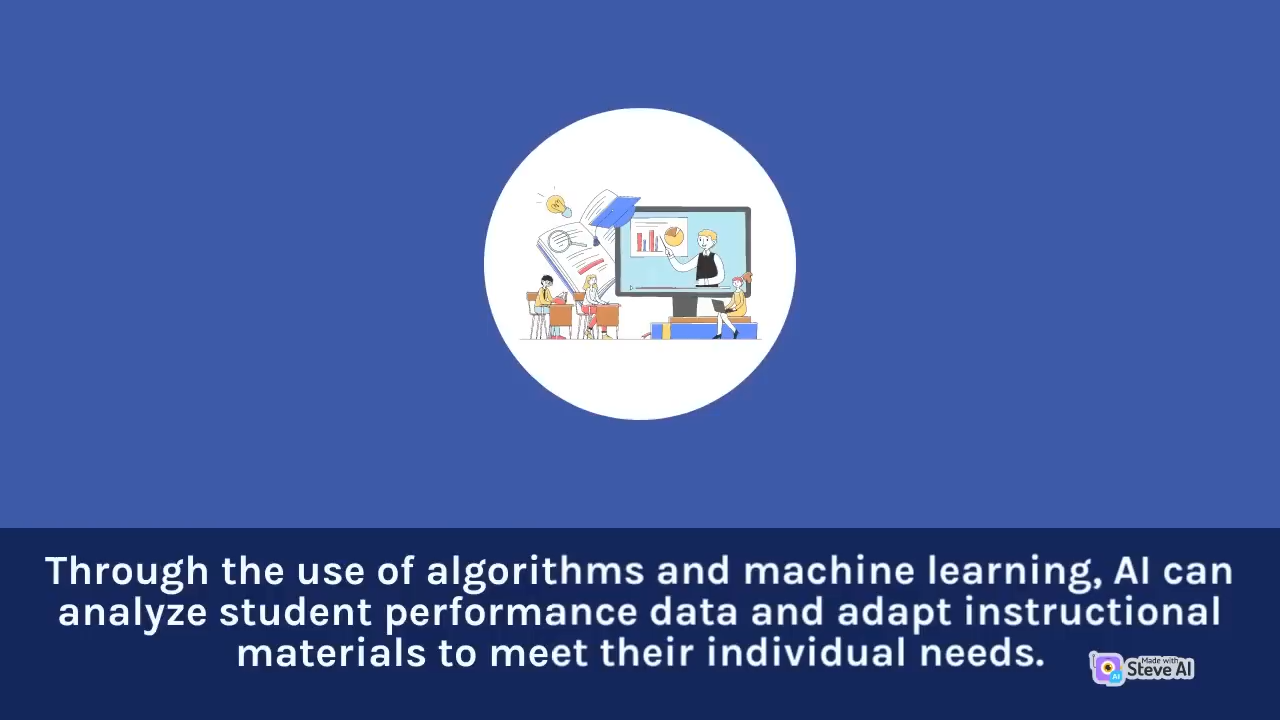 Through the use of algorithms and machine learning, AI can
analyze student performance data and adapt instructional
materials to meet their individual needs.
Made with
Steve AI
AI